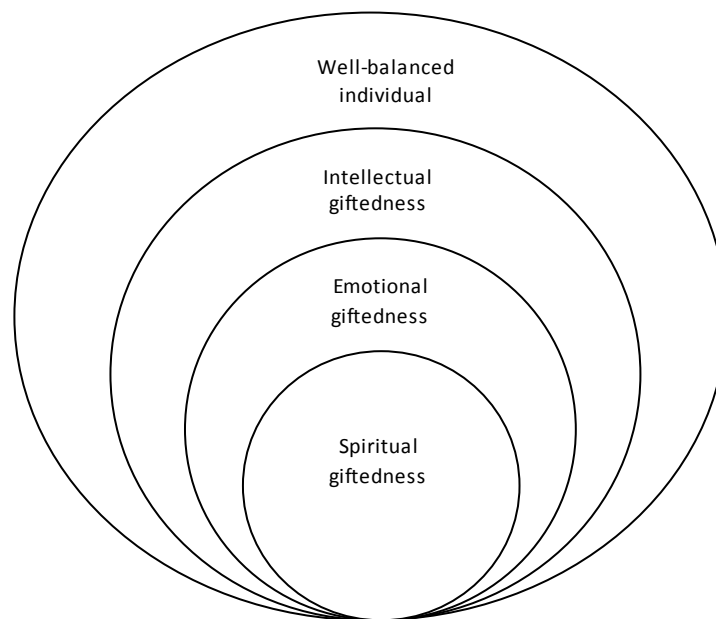 Well-balanced
individual
Intellectual
giftedness
Emotional
giftedness
Spiritual
giftedness